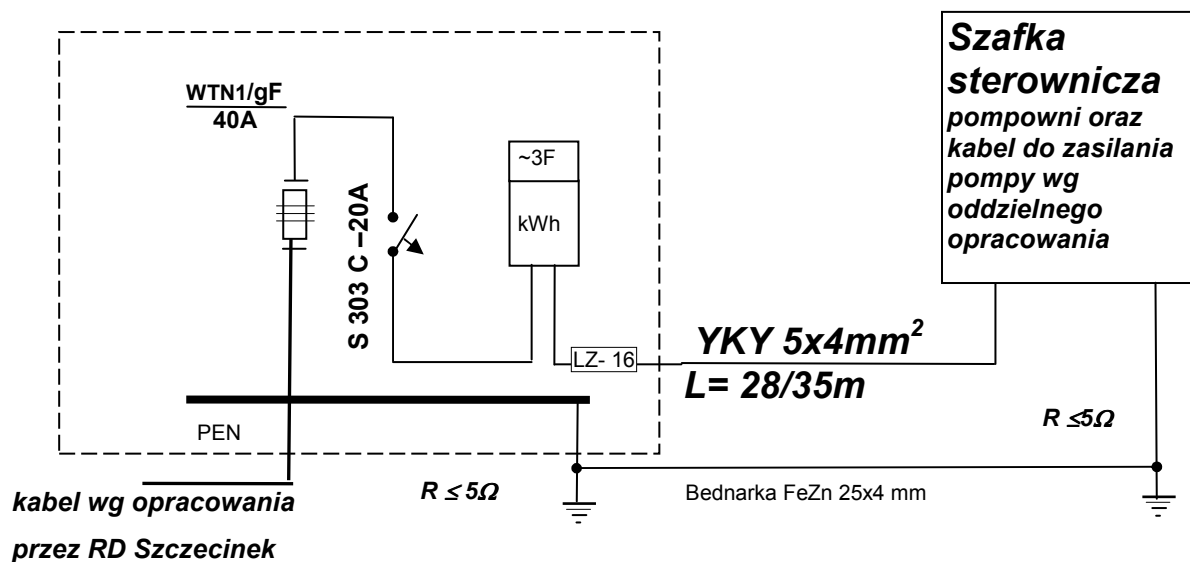 WTN1/gF
40A
S 303 C –20A
~3F
kWh
LZ- 16
PEN
kabel wg opracowania
przez RD Szczecinek
R ≤ 5Ω
YKY 5x4mm²
L= 28/35m
Bednarka FeZn 25x4 mm
Szafka
sterownicza
pompowni oraz
kabel do zasilania
pompy wg
oddzielnego
opracowania
R ≤5Ω